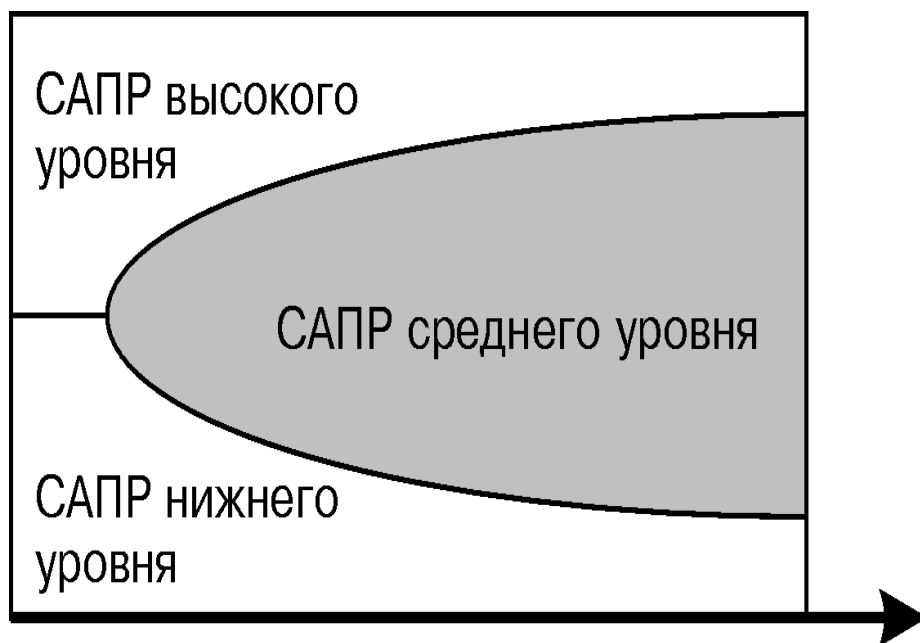 САПР высокого
уровня
САПР среднего уровня
САПР нижнего
уровня